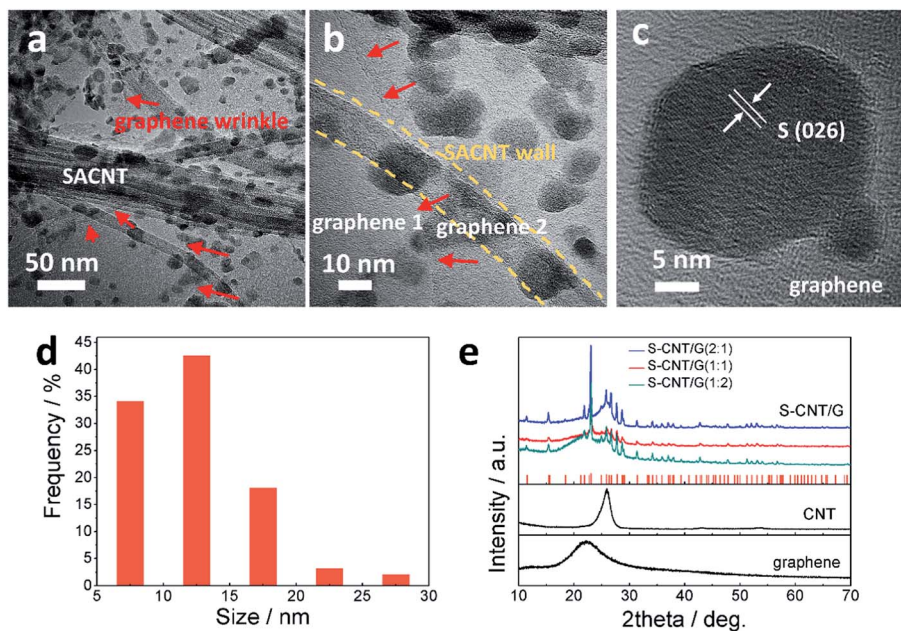 a
graphene wrinkle
SACNT
50 nm
b
SACNT wall
graphene 1
graphene 2
10 nm
c
S (026)
5 nm
graphene
d
Frequency / %
45
40
35
30
25
20
15
10
5
0
5 10 15 20 25 30
Size / nm
e
S-CNT/G(2:1)
S-CNT/G(1:1)
S-CNT/G(1:2)
S-CNT/G
CNT
graphene
Intensity / a.u.
10 20 30 40 50 60 70
2theta / deg.